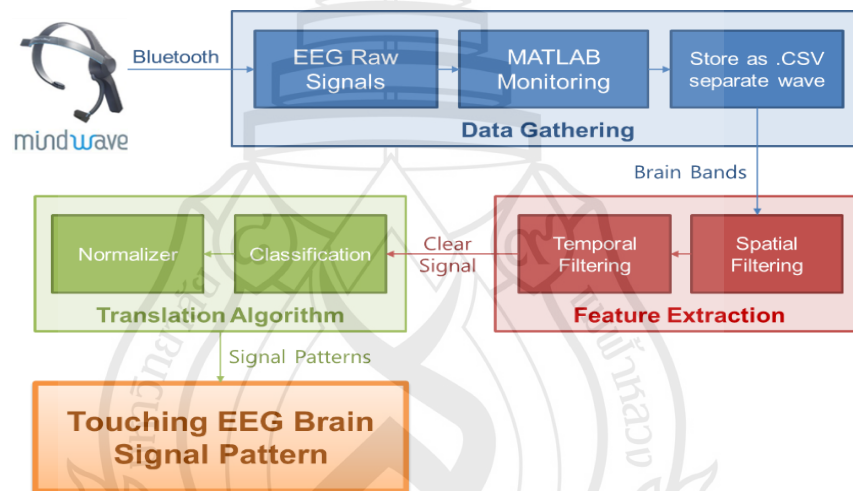 mindwave
Bluetooth
EEG Raw
Signals
MATLAB
Monitoring
Store as .CSV
separate wave
Data Gathering
Brain Bands
Spatial
Filtering
Temporal
Filtering
Feature Extraction
Clear
Signal
Classification
Normalizer
Translation Algorithm
Signal Patterns
Touching EEG Brain
Signal Pattern